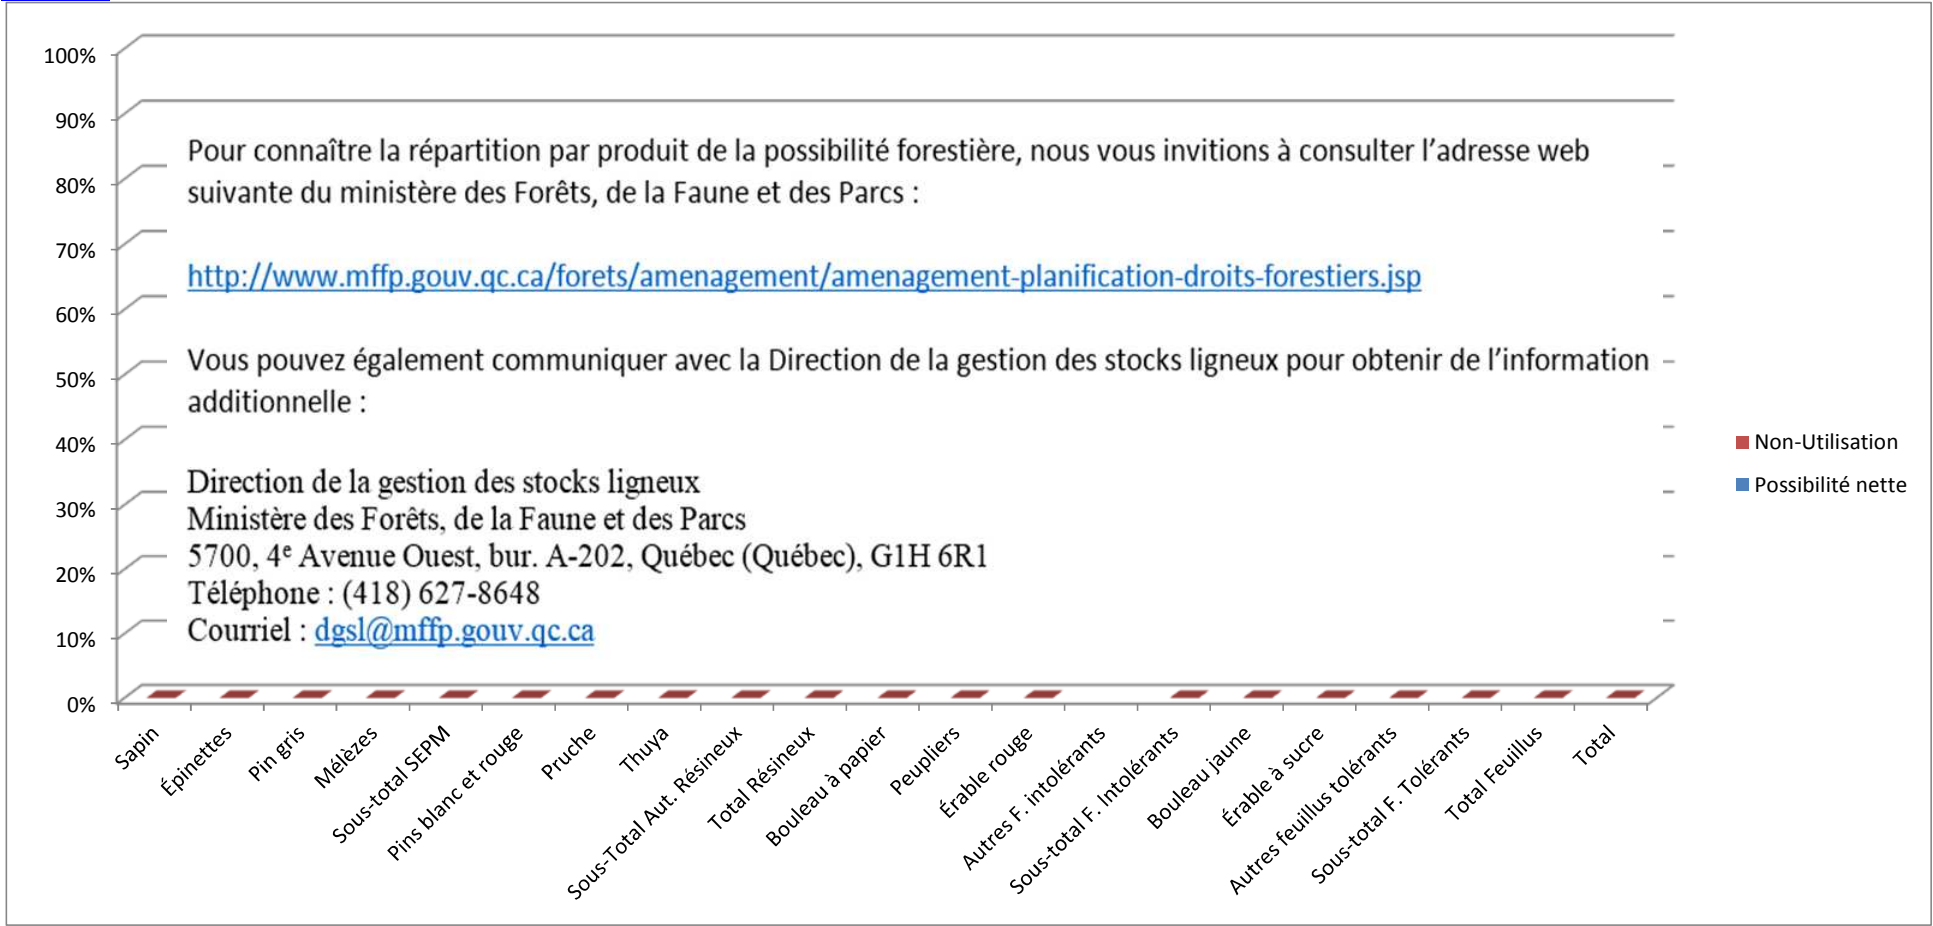 100%
90%
80%
70%
60%
50%
40%
30%
20%
10%
0%
Pour connaître la répartition par produit de la possibilité forestière, nous vous invitions à consulter l’adresse web
suivante du ministère des Forêts, de la Faune et des Parcs :
http://www.mffp.gouv.qc.ca/forets/amenagement/amenagement-planification-droits-forestiers.jsp
Vous pouvez également communiquer avec la Direction de la gestion des stocks ligneux pour obtenir de l’information
additionnelle :
Direction de la gestion des stocks ligneux
Ministère des Forêts, de la Faune et des Parcs
5700, 4e Avenue Ouest, bur. A-202, Québec (Québec), G1H 6R1
Téléphone : (418) 627-8648
Courriel : dgsl@mffp.gouv.qc.ca
Non-Utilisation
Possibilité nette
Sapin
Épinettes
Pin gris
Mélèzes
Sous-total SEPM
Pins blanc et rouge
Pruche
Thuya
Sous-Total Aut. Résineux
Total Résineux
Bouleau à papier
Peupliers
Érable rouge
Autres F. intolérants
Sous-total F. Intolérants
Bouleau jaune
Érable à sucre
Autres feuillus tolérants
Sous-total F. Tolérants
Total Feuillus
Total